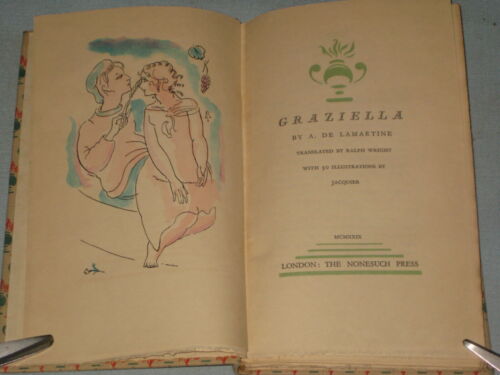 GRAZIELLA
BY A. DE LAMARTINE
TRANSLATED BY RALPH WRIGHT
WITH 30 ILLUSTRATIONS BY
JACQUIER
MCMXXIX
LONDON: THE NONESUCH PRESS